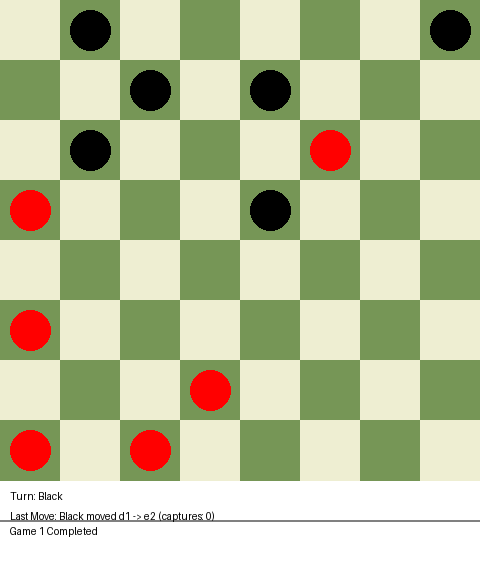 Turn: Black
Last Move: Black moved d1 -> e2 (captures: 0)
Game 1 Completed